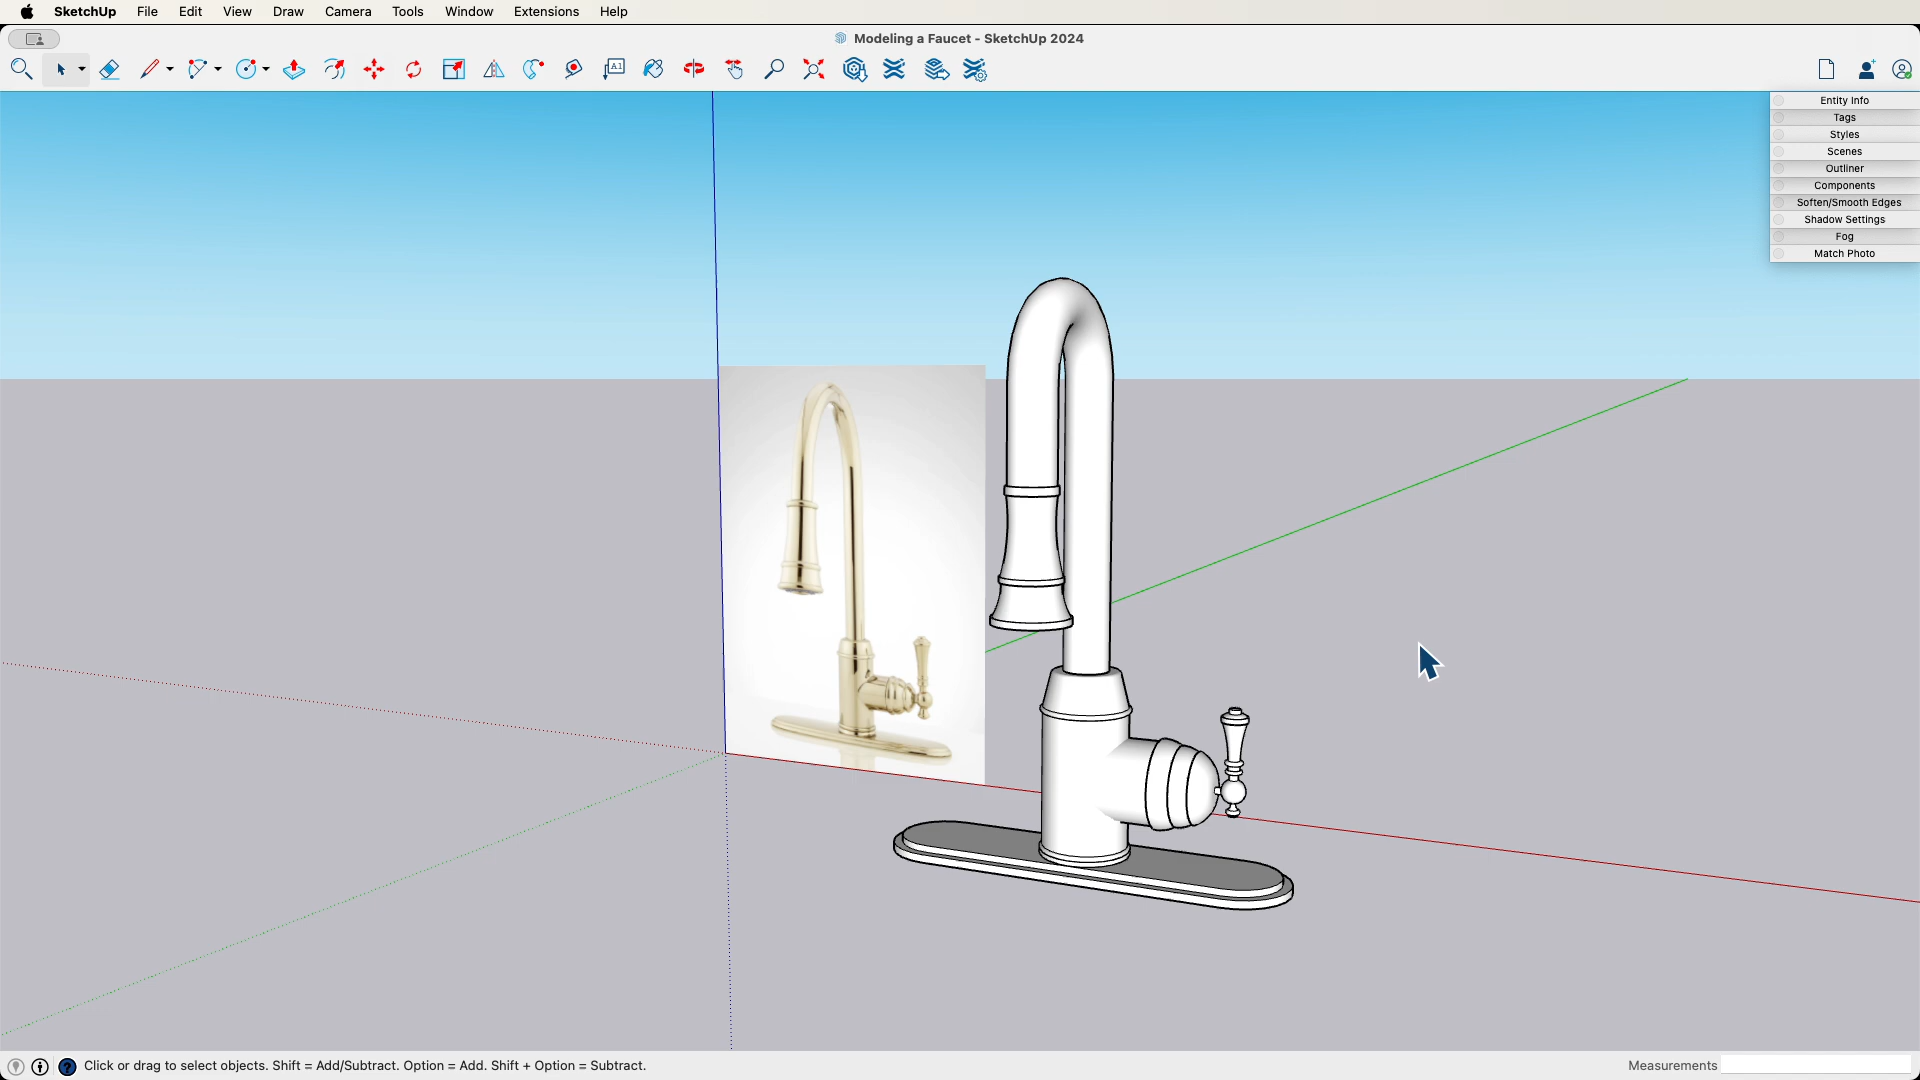 SketchUp File Edit View Draw Camera Tools Window Extensions Help
Modeling a Faucet - SketchUp 2024
A1
Entity Info
Tags
Styles
Scenes
Outliner
Components
Soften/Smooth Edges
Shadow Settings
Fog
Match Photo
? Click or drag to select objects. Shift = Add/Subtract. Option = Add. Shift + Option = Subtract.
Measurements